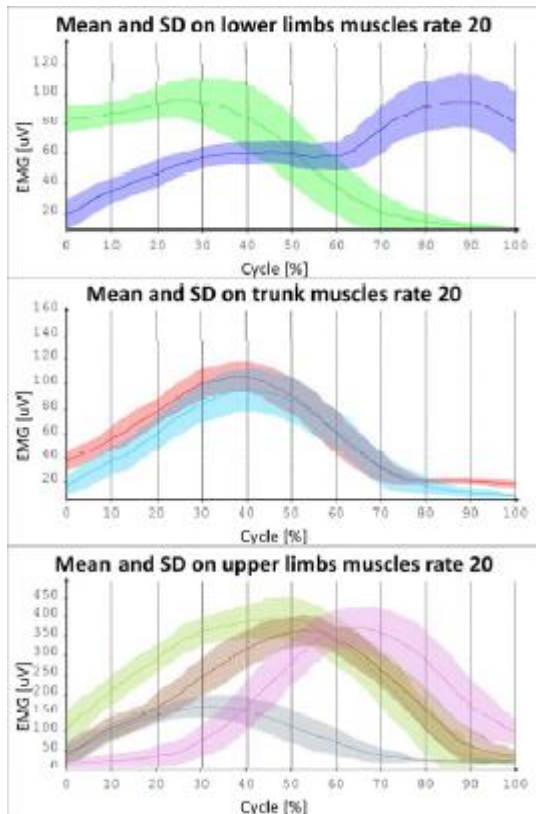 Mean and SD on lower limbs muscles rate 20
120
100
80
60
40
20
EMG [uV]
0 10 20 30 40 50 60 70 80 90 100
Cycle [%]
Mean and SD on trunk muscles rate 20
160
140
120
100
80
60
40
20
EMG [uV]
0 10 20 30 40 50 60 70 80 90 100
Cycle [%]
Mean and SD on upper limbs muscles rate 20
450
400
350
300
250
200
150
100
50
0
EMG [uV]
0 10 20 30 40 50 60 70 80 90 100
Cycle [%]